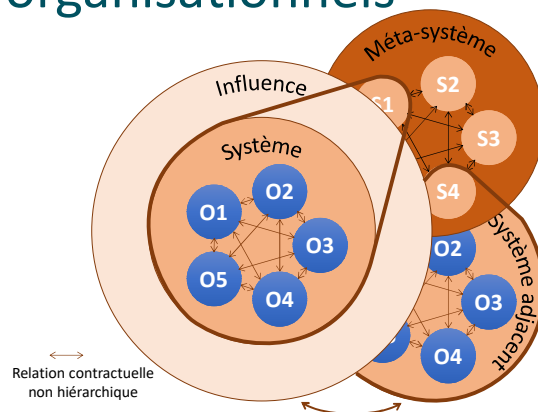 organisationnels
Méta-système
Influence
S2
S1
S3
Système
S4
O2
O1
O3
O5
O4
O2
O3
O4
Système adjacent
Relation contractuelle
non hiérarchique